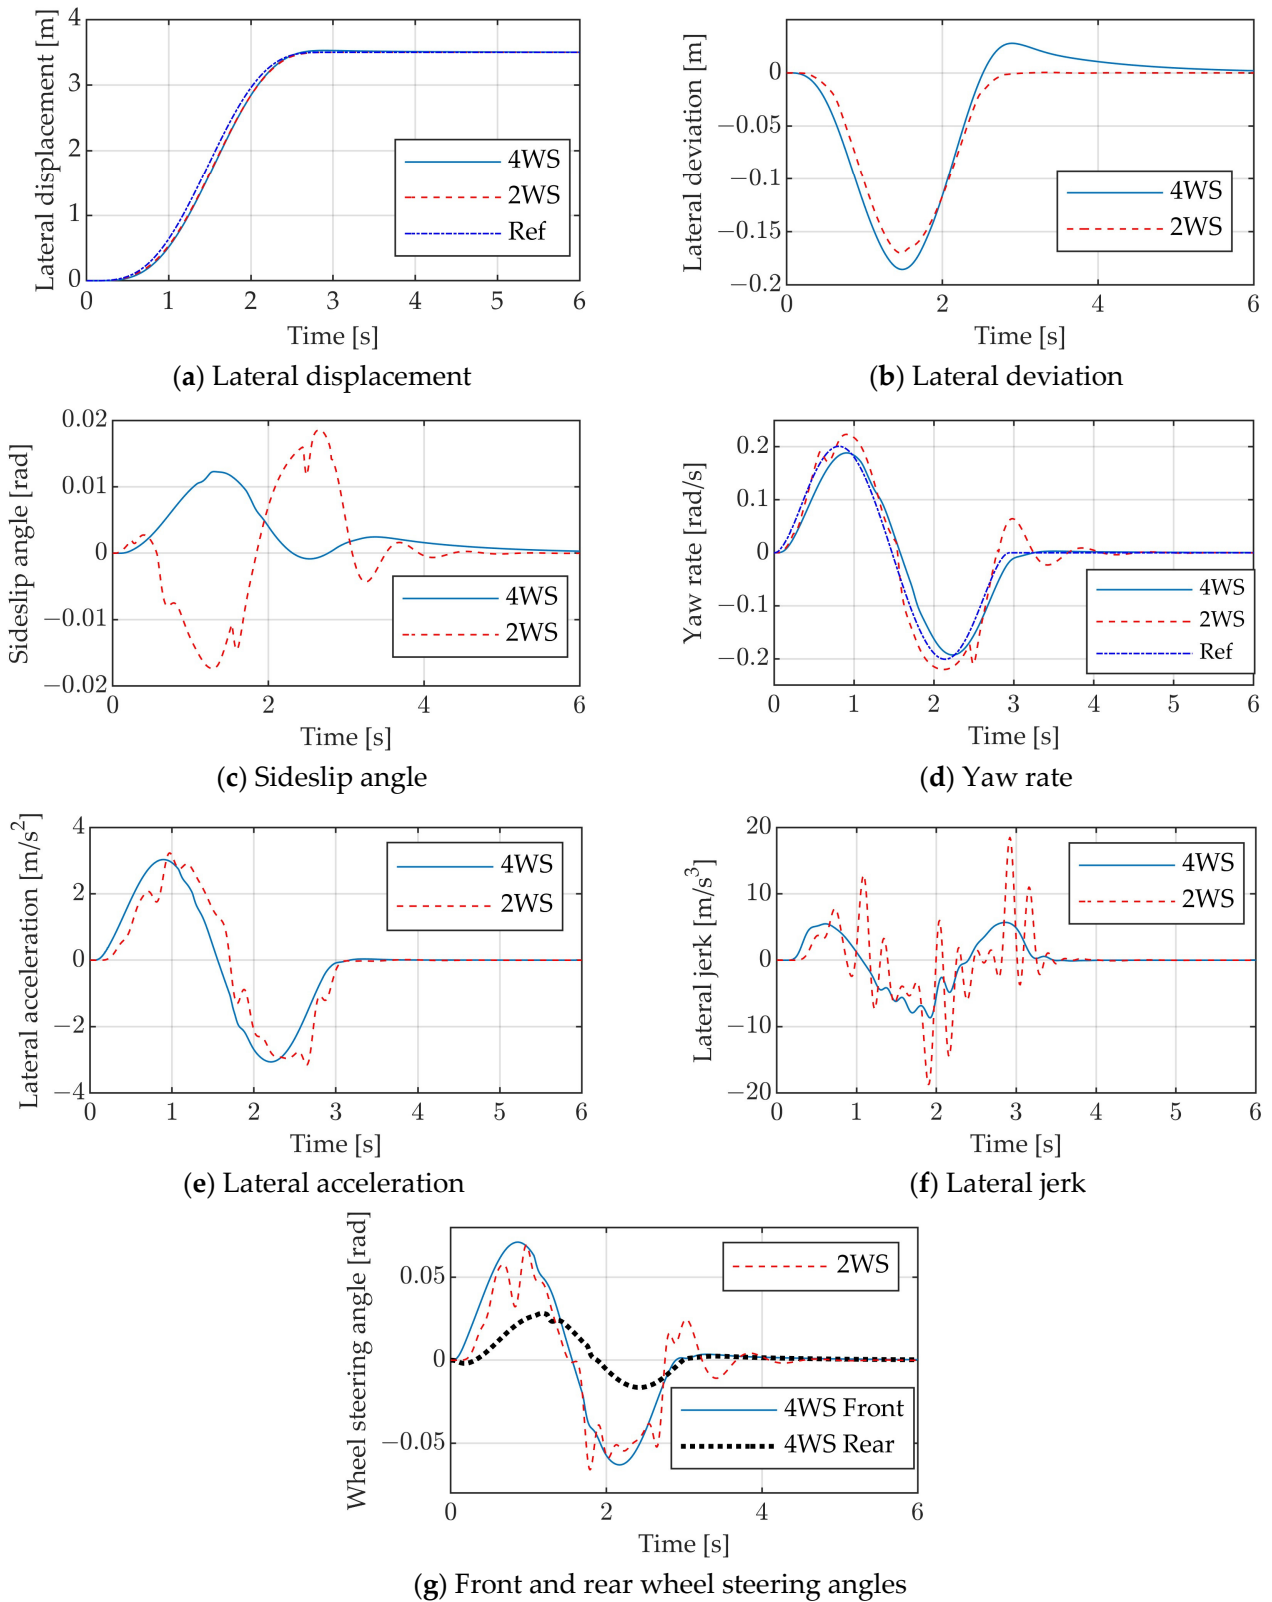 Lateral displacement [m]
4
3
2
1
0
4WS
2WS
Ref
0 1 2 3 4 5 6
Time [s]
(a) Lateral displacement
Lateral deviation [m]
0
−0.05
−0.1
−0.15
−0.2
4WS
2WS
0 2 4 6
Time [s]
(b) Lateral deviation
Sideslip angle [rad]
0.02
0.01
0
−0.01
−0.02
4WS
2WS
0 2 4 6
Time [s]
(c) Sideslip angle
Yaw rate [rad/s]
0.2
0.1
0
−0.1
−0.2
4WS
2WS
Ref
0 1 2 3 4 5 6
Time [s]
(d) Yaw rate
Lateral acceleration [m/s²]
4
2
0
−2
−4
4WS
2WS
0 1 2 3 4 5 6
Time [s]
(e) Lateral acceleration
Lateral jerk [m/s³]
20
10
0
−10
−20
4WS
2WS
0 1 2 3 4 5 6
Time [s]
(f) Lateral jerk
Wheel steering angle [rad]
0.05
0
−0.05
2WS
4WS Front
4WS Rear
0 2 4 6
Time [s]
(g) Front and rear wheel steering angles